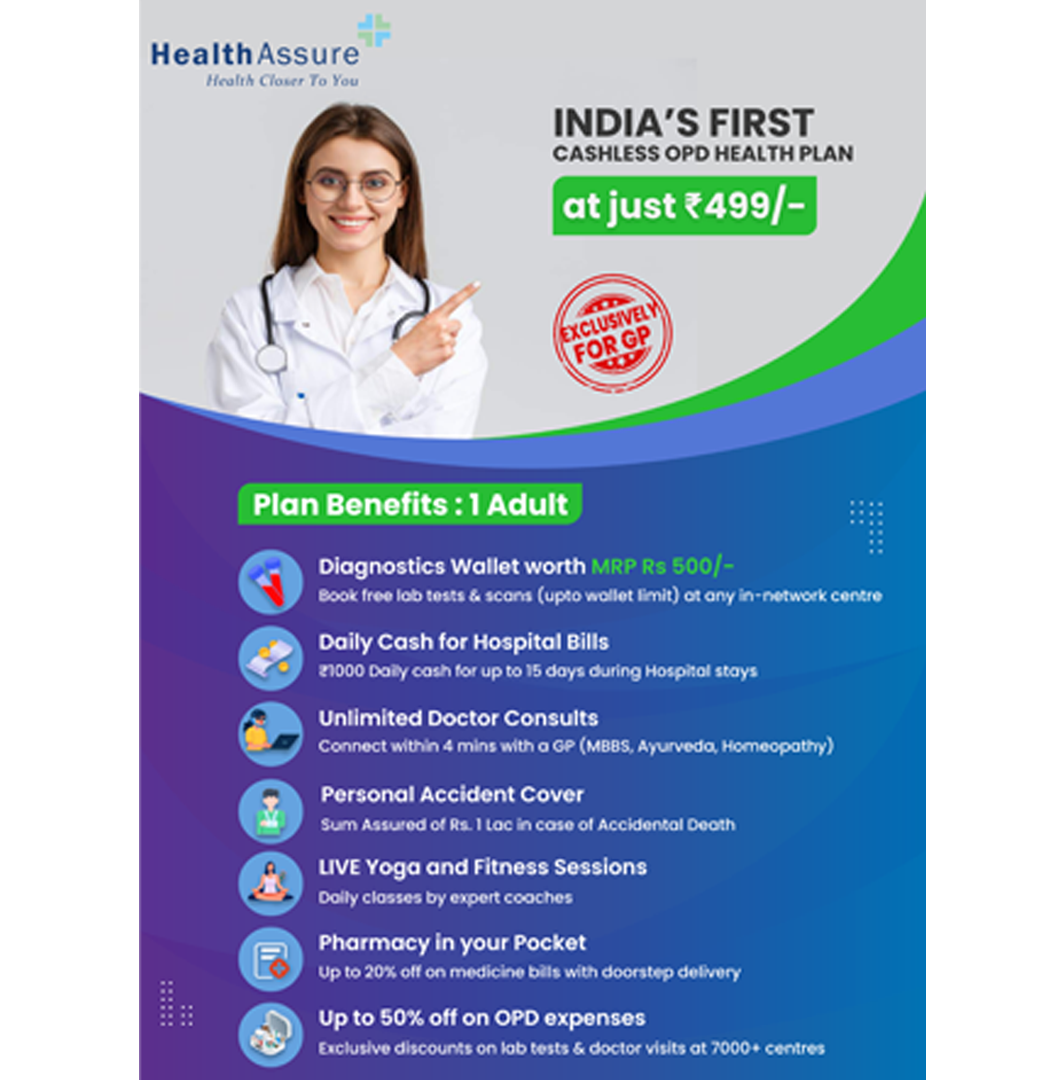 HealthAssure
Health Closer To You
INDIA'S FIRST
CASHLESS OPD HEALTH PLAN
at just ₹499/-
EXCLUSIVELY
FOR GP
Plan Benefits : 1 Adult
Diagnostics Wallet worth MRP Rs 500/-
Book free lab tests & scans (upto wallet limit) at any in-network centre
Daily Cash for Hospital Bills
₹1000 Daily cash for up to 15 days during Hospital stays
Unlimited Doctor Consults
Connect within 4 mins with a GP (MBBS, Ayurveda, Homeopathy)
Personal Accident Cover
Sum Assured of Rs. 1 Lac in case of Accidental Death
LIVE Yoga and Fitness Sessions
Daily classes by expert coaches
Pharmacy in your Pocket
Up to 20% off on medicine bills with doorstep delivery
Up to 50% off on OPD expenses
Exclusive discounts on lab tests & doctor visits at 7000+ centres